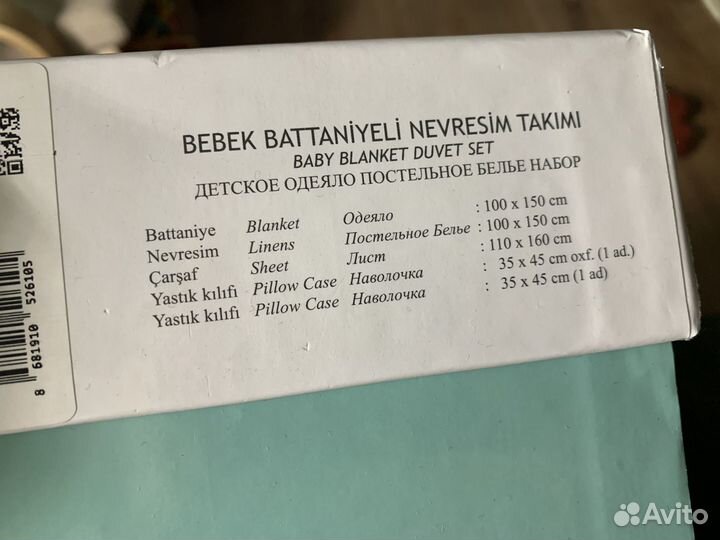 BEBEK BATTANİYELİ NEVRESİM TAKIMI
BABY BLANKET DUVET SET
ДЕТСКОЕ ОДЕЯЛО ПОСТЕЛЬНОЕ БЕЛЬЕ НАБОР
Battaniye Blanket Одеяло : 100 x 150 cm
Nevresim Linens Постельное Белье : 100 x 150 cm
Çarşaf Sheet Лист : 110 x 160 cm
Yastık kılıfı Pillow Case Наволочка : 35 x 45 cm oxf. (1 ad.)
Yastık kılıfı Pillow Case Наволочка : 35 x 45 cm (1 ad)
8 681910 526105
Avito